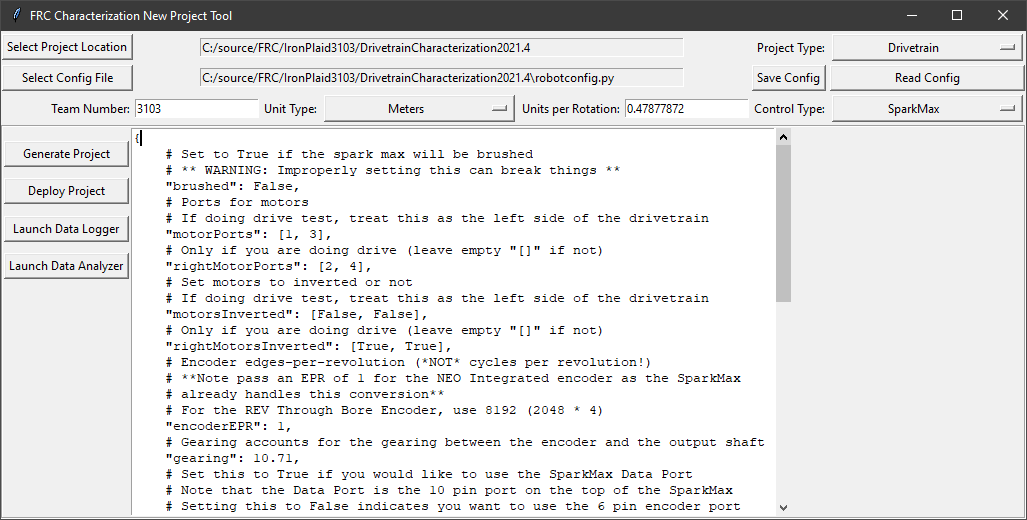 FRC Characterization New Project Tool
Select Project Location C:/source/FRC/IronPlaid3103/DrivetrainCharacterization2021.4 Project Type: Drivetrain
Select Config File C:/source/FRC/IronPlaid3103/DrivetrainCharacterization2021.4\robotconfig.py Save Config Read Config
Team Number: 3103 Unit Type: Meters Units per Rotation: 0.47877872 Control Type: SparkMax
Generate Project
Deploy Project
Launch Data Logger
Launch Data Analyzer
{
# Set to True if the spark max will be brushed
# ** WARNING: Improperly setting this can break things **
"brushed": False,
# Ports for motors
# If doing drive test, treat this as the left side of the drivetrain
"motorPorts": [1, 3],
# Only if you are doing drive (leave empty "[]" if not)
"rightMotorPorts": [2, 4],
# Set motors to inverted or not
# If doing drive test, treat this as the left side of the drivetrain
"motorsInverted": [False, False],
# Only if you are doing drive (leave empty "[]" if not)
"rightMotorsInverted": [True, True],
# Encoder edges-per-revolution (*NOT* cycles per revolution!)
# **Note pass an EPR of 1 for the NEO Integrated encoder as the SparkMax
# already handles this conversion**
# For the REV Through Bore Encoder, use 8192 (2048 * 4)
"encoderEPR": 1,
# Gearing accounts for the gearing between the encoder and the output shaft
"gearing": 10.71,
# Set this to True if you would like to use the SparkMax Data Port
# Note that the Data Port is the 10 pin port on the top of the SparkMax
# Setting this to False indicates you want to use the 6 pin encoder port